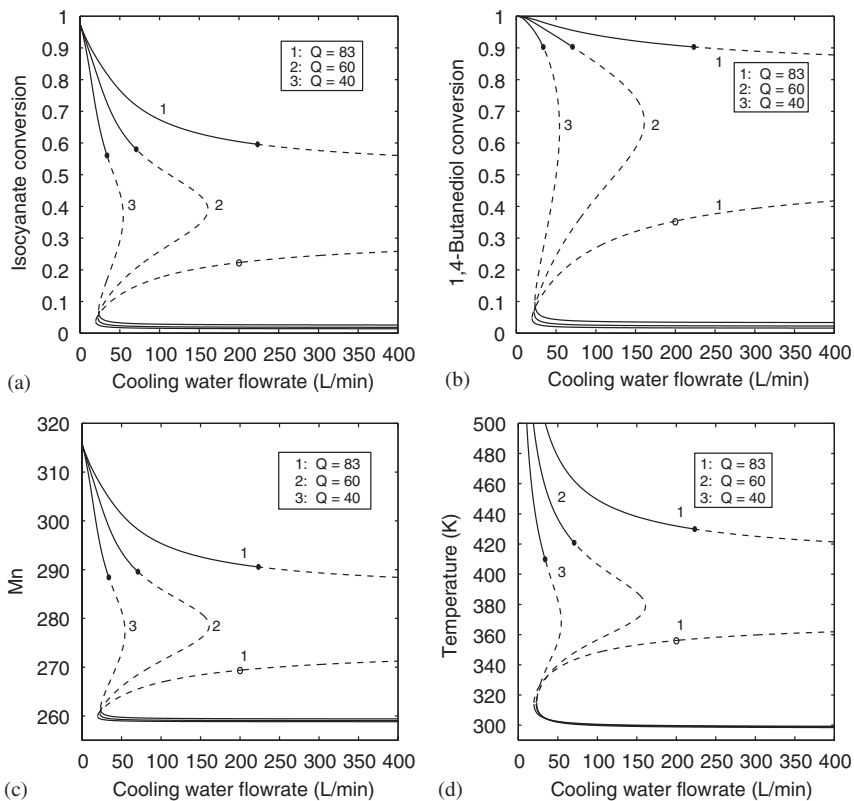 1
0.9
0.8
0.7
0.6
0.5
0.4
0.3
0.2
0.1
0
Isocyanate conversion
1: Q = 83
2: Q = 60
3: Q = 40
1
3
2
0 50 100 150 200 250 300 350 400
(a) Cooling water flowrate (L/min)
1
0.9
0.8
0.7
0.6
0.5
0.4
0.3
0.2
0.1
0
1,4-Butanediol conversion
1
1: Q = 83
2: Q = 60
3: Q = 40
3
2
1
0 50 100 150 200 250 300 350 400
(b) Cooling water flowrate (L/min)
320
310
300
290
280
270
260
Mn
1: Q = 83
2: Q = 60
3: Q = 40
1
3
2
1
0 50 100 150 200 250 300 350 400
(c) Cooling water flowrate (L/min)
500
480
460
440
420
400
380
360
340
320
300
Temperature (K)
1: Q = 83
2: Q = 60
3: Q = 40
2
1
3
1
0 50 100 150 200 250 300 350 400
(d) Cooling water flowrate (L/min)